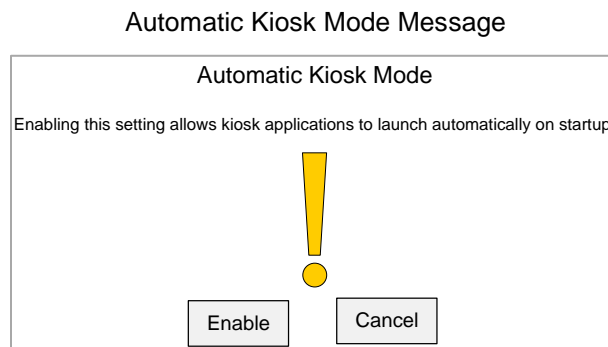 Automatic Kiosk Mode Message
Automatic Kiosk Mode
Enabling this setting allows kiosk applications to launch automatically on startup
Enable
Cancel